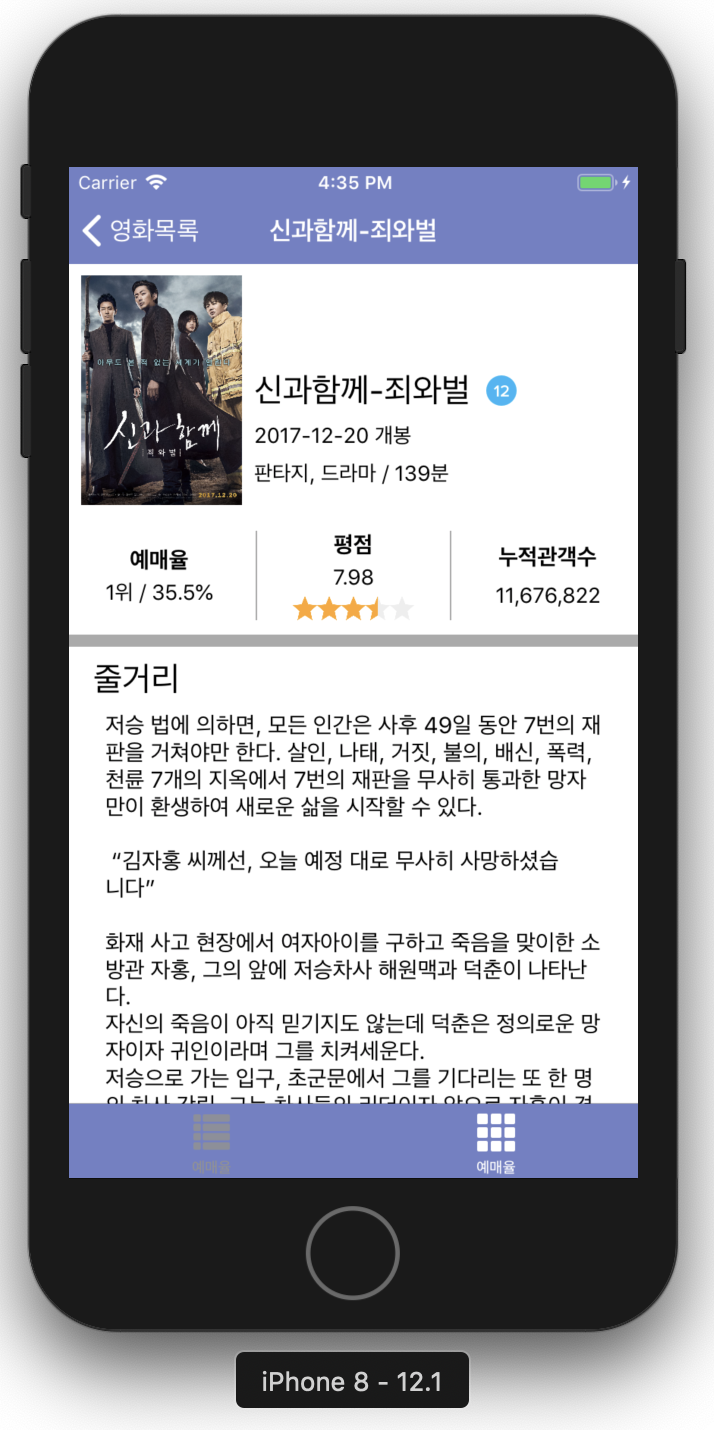 Carrier
4:35 PM
영화목록
신과함께-죄와벌
신과함께
죄와벌
2017.12.20
신과함께-죄와벌 12
2017-12-20 개봉
판타지, 드라마 / 139분
예매율
1위 / 35.5%
평점
7.98
누적관객수
11,676,822
줄거리
저승 법에 의하면, 모든 인간은 사후 49일 동안 7번의 재
판을 거쳐야만 한다. 살인, 나태, 거짓, 불의, 배신, 폭력,
천륜 7개의 지옥에서 7번의 재판을 무사히 통과한 망자
만이 환생하여 새로운 삶을 시작할 수 있다.
“김자홍 씨께선, 오늘 예정 대로 무사히 사망하셨습
니다”
화재 사고 현장에서 여자아이를 구하고 죽음을 맞이한 소
방관 자홍, 그의 앞에 저승차사 해원맥과 덕춘이 나타난
다.
자신의 죽음이 아직 믿기지도 않는데 덕춘은 정의로운 망
자이자 귀인이라며 그를 치켜세운다.
저승으로 가는 입구, 초군문에서 그를 기다리는 또 한 명
예매율
예매율
iPhone 8 - 12.1